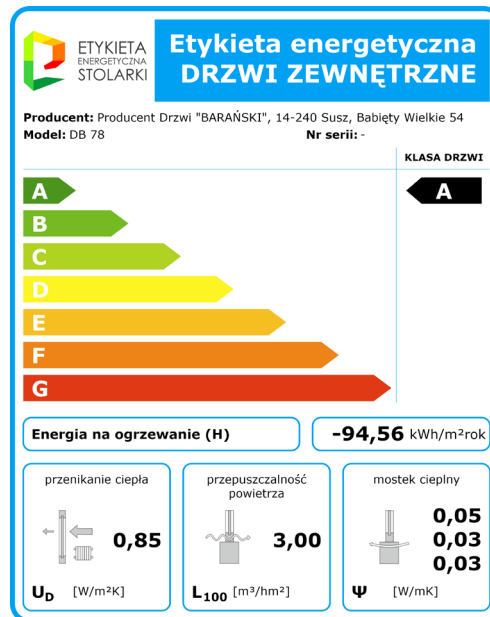 ETYKIETA
ENERGETYCZNA
STOLARKI
Etykieta energetyczna
DRZWI ZEWNĘTRZNE
Producent: Producent Drzwi "BARAŃSKI", 14-240 Susz, Babięty Wielkie 54
Model: DB 78 Nr serii: -
KLASA DRZWI
A A
B
C
D
E
F
G
Energia na ogrzewanie (H) -94,56 kWh/m²rok
przenikanie ciepła
0,85
U_D [W/m²K]
przepuszczalność
powietrza
3,00
L₁₀₀ [m³/hm²]
mostek cieplny
0,05
0,03
0,03
Ψ [W/mK]